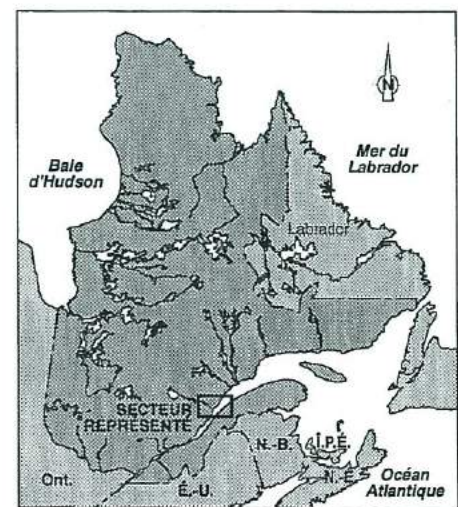 N
Baie
d'Hudson
Mer du
Labrador
Labrador
SECTEUR
REPRÉSENTÉ
N.-B.
Î.P.É.
N.-É.
Ont.
É.-U.
Océan
Atlantique